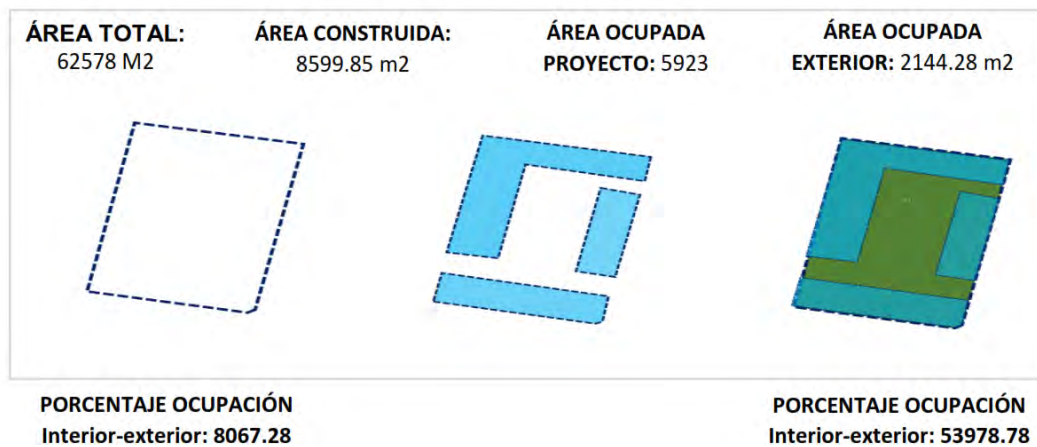 ÁREA TOTAL:
62578 M2
ÁREA CONSTRUIDA:
8599.85 m2
ÁREA OCUPADA
PROYECTO: 5923
ÁREA OCUPADA
EXTERIOR: 2144.28 m2
PORCENTAJE OCUPACIÓN
Interior-exterior: 8067.28
PORCENTAJE OCUPACIÓN
Interior-exterior: 53978.78